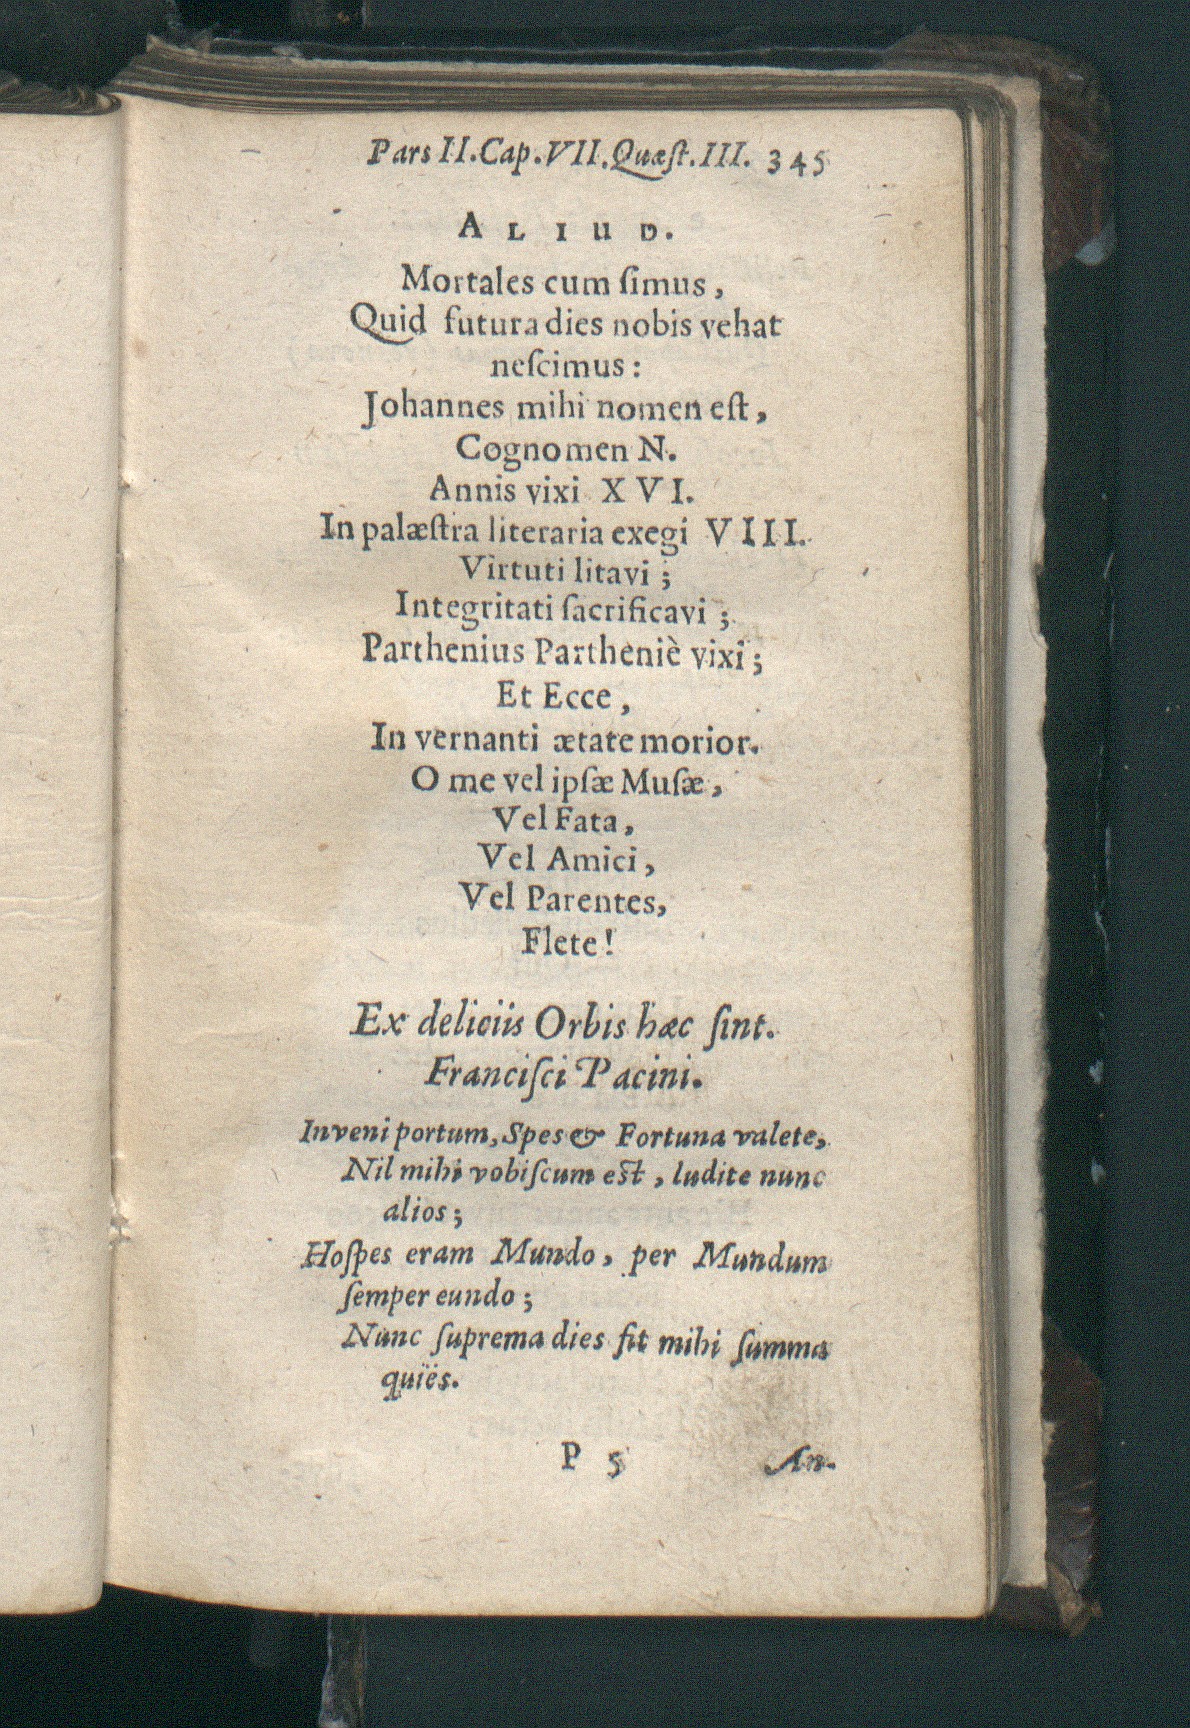 Pars II. Cap. VII. Quæſt. III. 345
ALIUD.
Mortales cum ſimus,
Quid futura dies nobis vehat
neſcimus:
Johannes mihi nomen eſt,
Cognomen N.
Annis vixi XVI.
In palæſtra literaria exegi VIII.
Virtuti litavi;
Integritati ſacrificavi;
Parthenius Partheniè vixi;
Et Ecce,
In vernanti ætate morior.
O me vel ipſæ Muſæ,
Vel Fata,
Vel Amici,
Vel Parentes,
Flete!
Ex deliciis Orbis hæc ſint.
Franciſci Pacini.
Inveni portum, Spes & Fortuna valete,
Nil mihi vobiſcum eſt, ludite nunc
alios;
Hoſpes eram Mundo, per Mundum
ſemper eundo;
Nunc ſuprema dies fit mihi ſumma
quiës.
P 5 An-